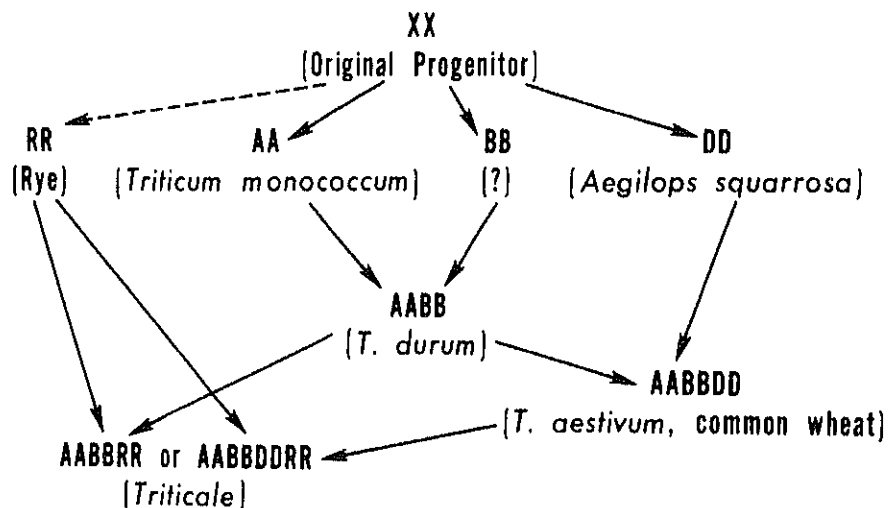 XX
(Original Progenitor)
RR AA BB DD
(Rye) (Triticum monococcum) (?) (Aegilops squarrosa)
AABB
(T. durum)
AABBDD
(T. aestivum, common wheat)
AABBRR or AABBDDRR
(Triticale)